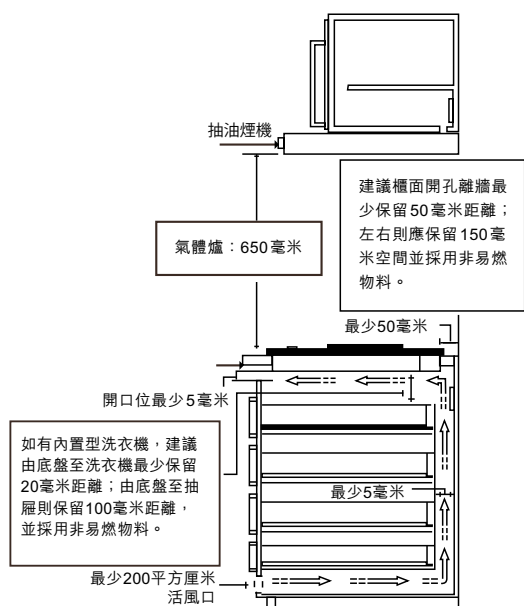 抽油煙機
建議櫃面開孔離牆最
少保留50毫米距離；
左右則應保留150毫
米空間並採用非易燃
物料。
氣體爐：650毫米
最少50毫米
開口位最少5毫米
如有內置型洗衣機，建議
由底盤至洗衣機最少保留
20毫米距離；由底盤至抽
屜則保留100毫米距離，
並採用非易燃物料。
最少5毫米
最少200平方厘米
活風口